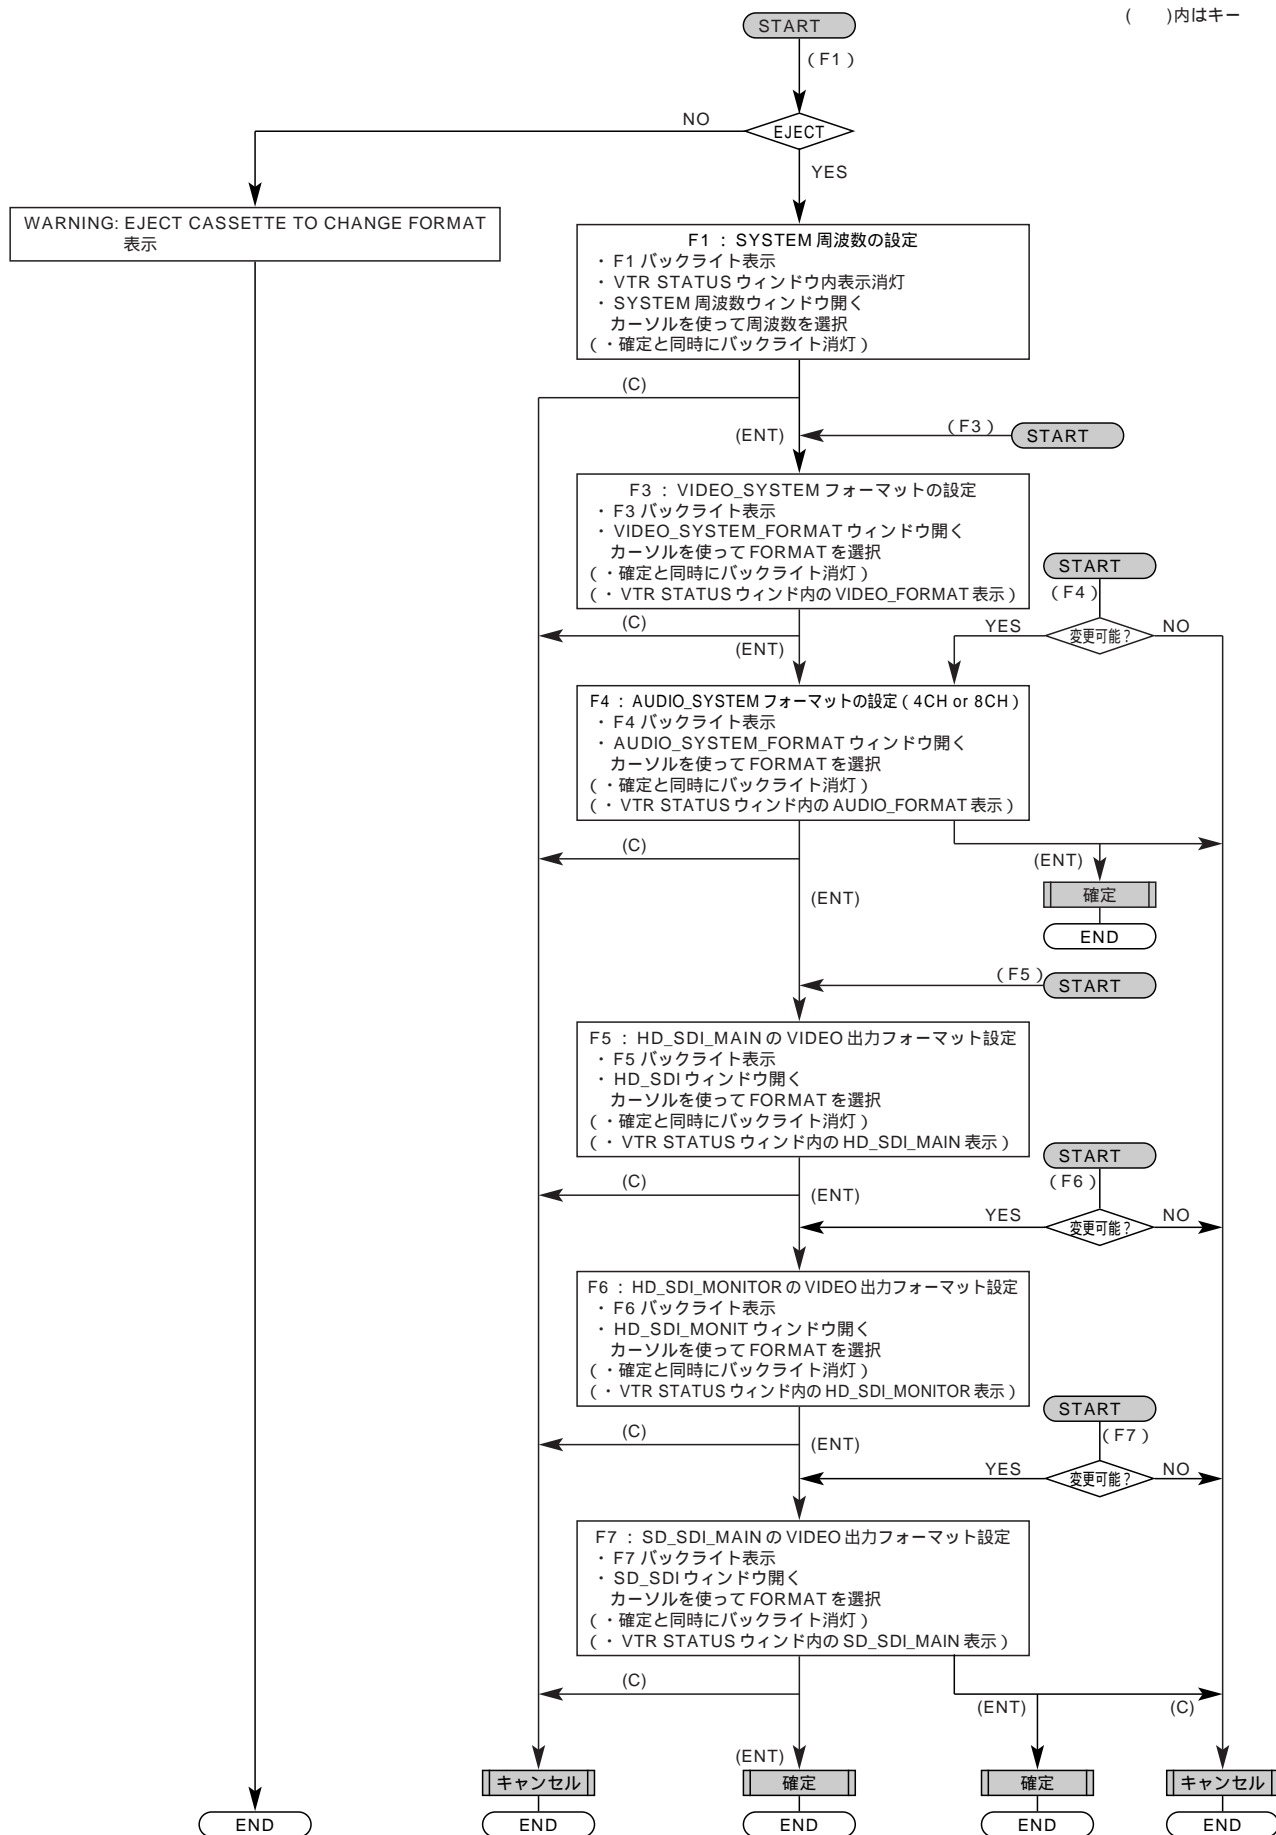 (　　)内はキー
START
(F1)
NO
EJECT
YES
WARNING: EJECT CASSETTE TO CHANGE FORMAT
表示
F1 : SYSTEM 周波数の設定
・ F1 バックライト表示
・ VTR STATUS ウィンドウ内表示消灯
・ SYSTEM 周波数ウィンドウ開く
カーソルを使って周波数を選択
(・確定と同時にバックライト消灯)
(C)
(ENT)
(F3)
START
F3 : VIDEO_SYSTEM フォーマットの設定
・ F3 バックライト表示
・ VIDEO_SYSTEM_FORMAT ウィンドウ開く
カーソルを使って FORMAT を選択
(・確定と同時にバックライト消灯)
(・ VTR STATUS ウィンド内の VIDEO_FORMAT 表示)
START
(F4)
(C)
(ENT)
YES
変更可能?
NO
F4 : AUDIO_SYSTEM フォーマットの設定(4CH or 8CH)
・ F4 バックライト表示
・ AUDIO_SYSTEM_FORMAT ウィンドウ開く
カーソルを使って FORMAT を選択
(・確定と同時にバックライト消灯)
(・ VTR STATUS ウィンド内の AUDIO_FORMAT 表示)
(C)
(ENT)
(ENT)
確定
END
(F5)
START
F5 : HD_SDI_MAIN の VIDEO 出力フォーマット設定
・ F5 バックライト表示
・ HD_SDI ウィンドウ開く
カーソルを使って FORMAT を選択
(・確定と同時にバックライト消灯)
(・ VTR STATUS ウィンド内の HD_SDI_MAIN 表示)
START
(F6)
(C)
(ENT)
YES
変更可能?
NO
F6 : HD_SDI_MONITOR の VIDEO 出力フォーマット設定
・ F6 バックライト表示
・ HD_SDI_MONIT ウィンドウ開く
カーソルを使って FORMAT を選択
(・確定と同時にバックライト消灯)
(・ VTR STATUS ウィンド内の HD_SDI_MONITOR 表示)
START
(F7)
(C)
(ENT)
YES
変更可能?
NO
F7 : SD_SDI_MAIN の VIDEO 出力フォーマット設定
・ F7 バックライト表示
・ SD_SDI ウィンドウ開く
カーソルを使って FORMAT を選択
(・確定と同時にバックライト消灯)
(・ VTR STATUS ウィンド内の SD_SDI_MAIN 表示)
(C)
(ENT)
(C)
(ENT)
キャンセル
確定
確定
キャンセル
END
END
END
END
END